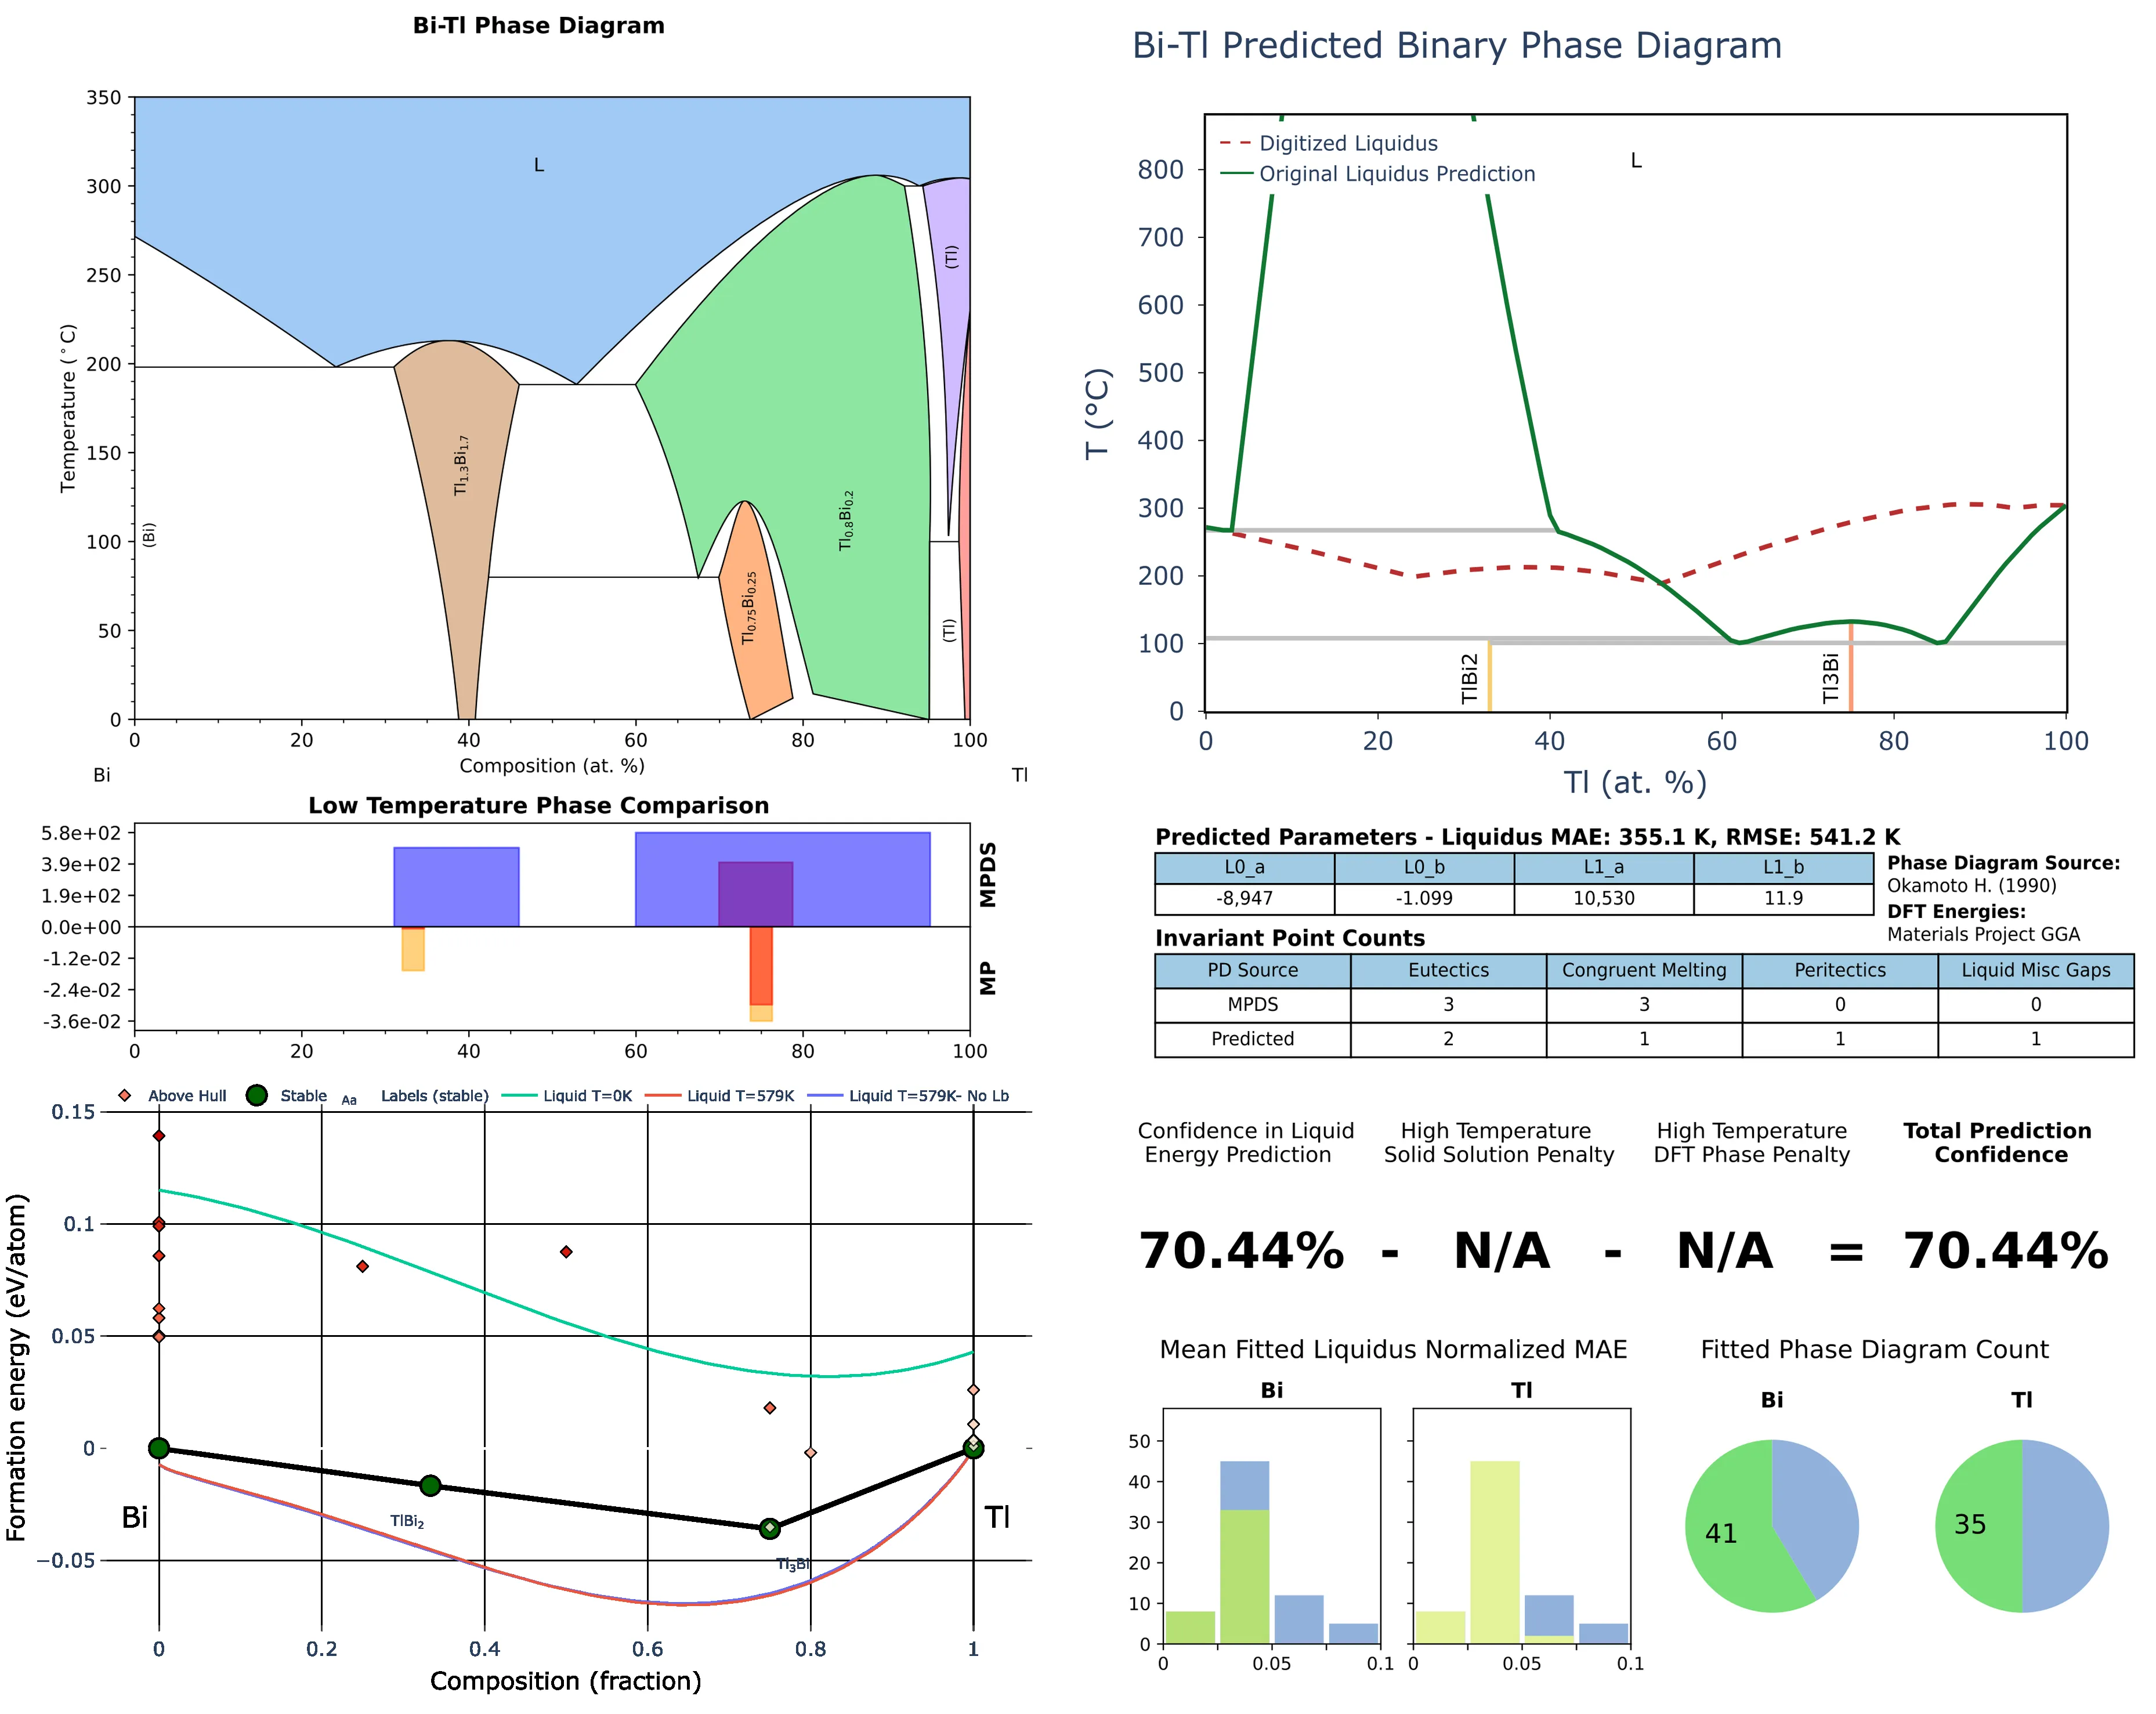 Bi-Tl Phase Diagram
350
300
250
200
150
100
50
0
Temperature (°C)
L
(Bi)
Tl1.3Bi1.7
Tl0.75Bi0.25
Tl0.8Bi0.2
(Tl)
(Tl)
0 20 40 60 80 100
Composition (at. %)
Bi Tl
Bi-Tl Predicted Binary Phase Diagram
Digitized Liquidus
Original Liquidus Prediction
L
800
700
600
500
400
300
200
100
0
T (°C)
TlBi2
Tl3Bi
0 20 40 60 80 100
Tl (at. %)
Low Temperature Phase Comparison
5.8e+02
3.9e+02
1.9e+02
0.0e+00
-1.2e-02
-2.4e-02
-3.6e-02
MPDS
MP
0 20 40 60 80 100
Predicted Parameters - Liquidus MAE: 355.1 K, RMSE: 541.2 K
L0_a L0_b L1_a L1_b
-8,947 -1.099 10,530 11.9
Phase Diagram Source:
Okamoto H. (1990)
DFT Energies:
Materials Project GGA
Invariant Point Counts
PD Source Eutectics Congruent Melting Peritectics Liquid Misc Gaps
MPDS 3 3 0 0
Predicted 2 1 1 1
Above Hull Stable Aa Labels (stable) Liquid T=0K Liquid T=579K Liquid T=579K- No Lb
0.15
0.1
0.05
0
−0.05
Formation energy (eV/atom)
Bi
Tl
TlBi2
Tl3Bi
0 0.2 0.4 0.6 0.8 1
Composition (fraction)
Confidence in Liquid
Energy Prediction
High Temperature
Solid Solution Penalty
High Temperature
DFT Phase Penalty
Total Prediction
Confidence
70.44% - N/A - N/A = 70.44%
Mean Fitted Liquidus Normalized MAE
Bi
Tl
50
40
30
20
10
0
0 0.05 0.1
0 0.05 0.1
Fitted Phase Diagram Count
Bi
Tl
41
35